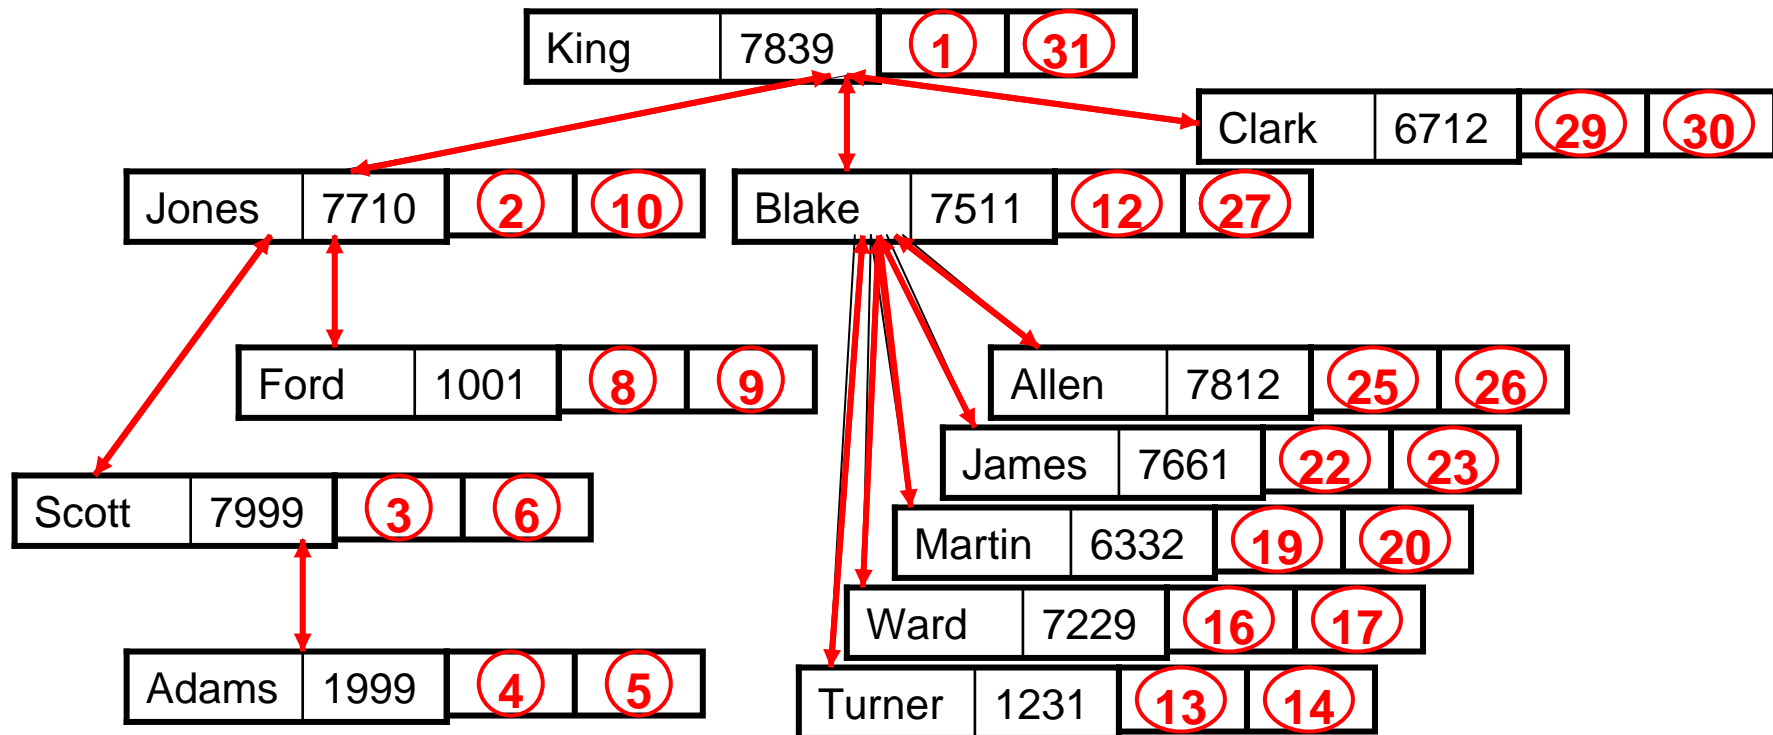 King 7839 1 31
Clark 6712 29 30
Jones 7710 2 10
Blake 7511 12 27
Ford 1001 8 9
Allen 7812 25 26
James 7661 22 23
Scott 7999 3 6
Martin 6332 19 20
Ward 7229 16 17
Adams 1999 4 5
Turner 1231 13 14